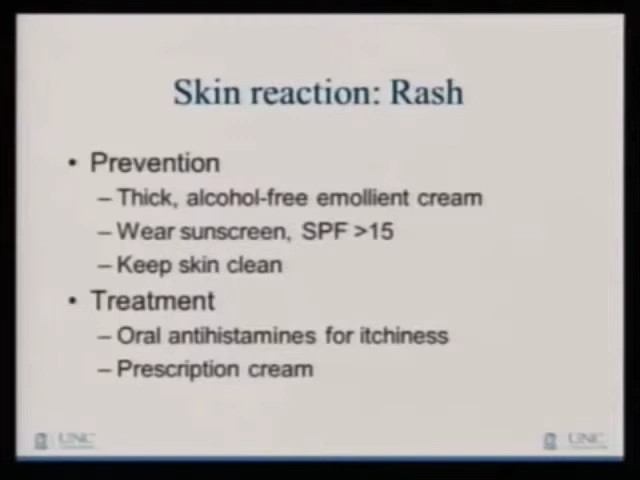 Skin reaction: Rash
• Prevention
– Thick, alcohol-free emollient cream
– Wear sunscreen, SPF >15
– Keep skin clean
• Treatment
– Oral antihistamines for itchiness
– Prescription cream
UNC
UNC